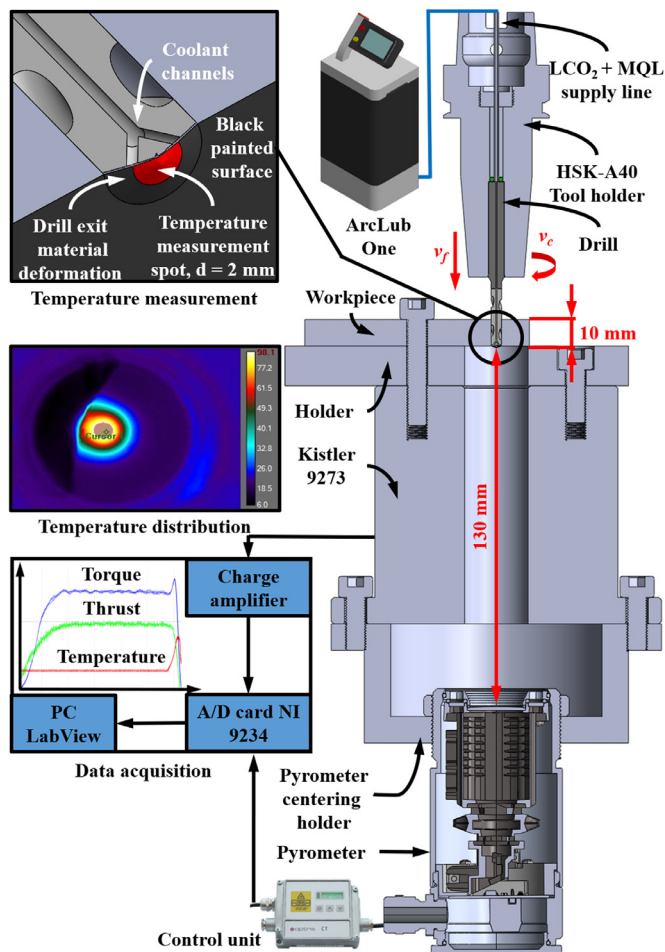 Coolant
channels
Black
painted
surface
Drill exit
material
deformation
Temperature
measurement
spot, d = 2 mm
Temperature measurement
ArcLub
One
LCO₂ + MQL
supply line
HSK-A40
Tool holder
Drill
v_f
v_c
Workpiece
10 mm
Holder
Kistler
9273
130 mm
98.1
77.2
61.5
49.3
40.1
32.8
26.8
18.5
6.0
Cursor
Temperature distribution
Torque
Thrust
Temperature
Charge
amplifier
PC
LabView
A/D card NI
9234
Data acquisition
Pyrometer
centering
holder
Pyrometer
optris CT
Control unit